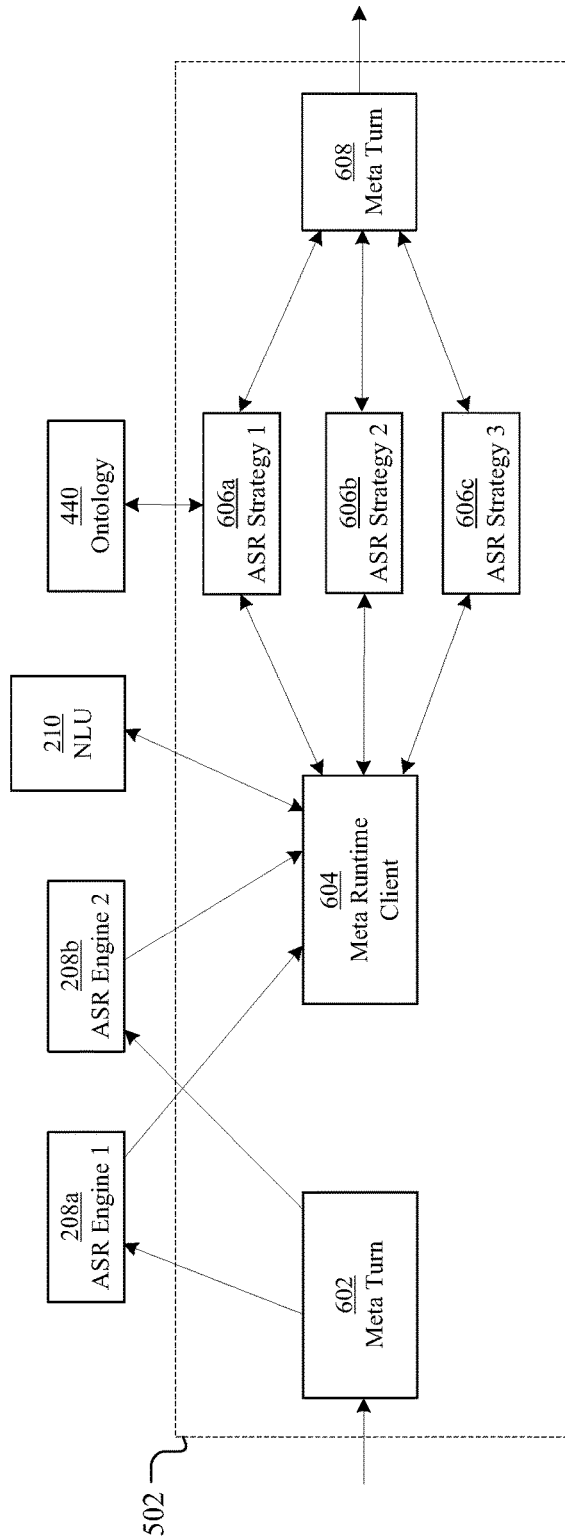 502
602
Meta Turn
208a
ASR Engine 1
208b
ASR Engine 2
210
NLU
440
Ontology
604
Meta Runtime
Client
606a
ASR Strategy 1
606b
ASR Strategy 2
606c
ASR Strategy 3
608
Meta Turn